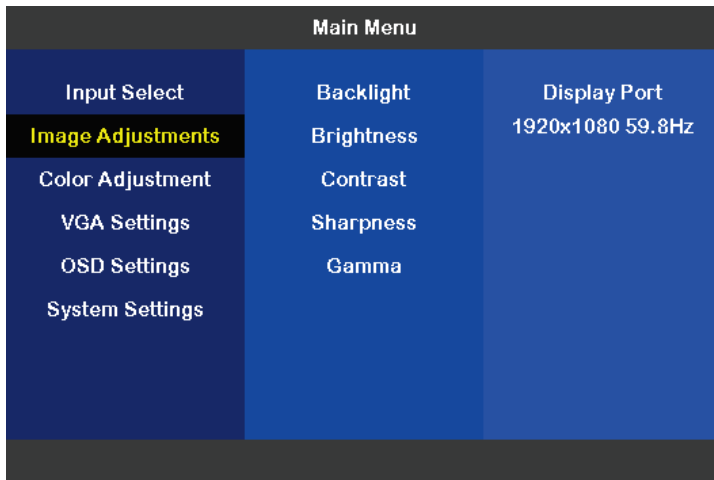 Main Menu
Input Select
Image Adjustments
Color Adjustment
VGA Settings
OSD Settings
System Settings
Backlight
Brightness
Contrast
Sharpness
Gamma
Display Port
1920x1080 59.8Hz